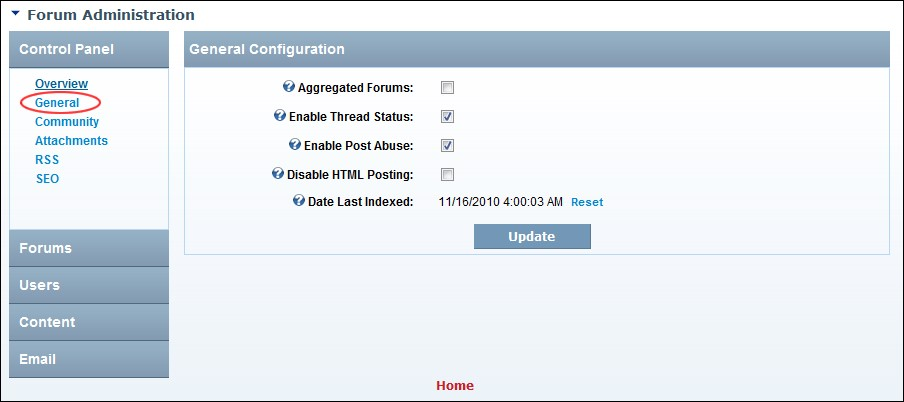 Forum Administration
Control Panel
Overview
General
Community
Attachments
RSS
SEO
Forums
Users
Content
Email
General Configuration
Aggregated Forums:
Enable Thread Status:
Enable Post Abuse:
Disable HTML Posting:
Date Last Indexed: 11/16/2010 4:00:03 AM Reset
Update
Home